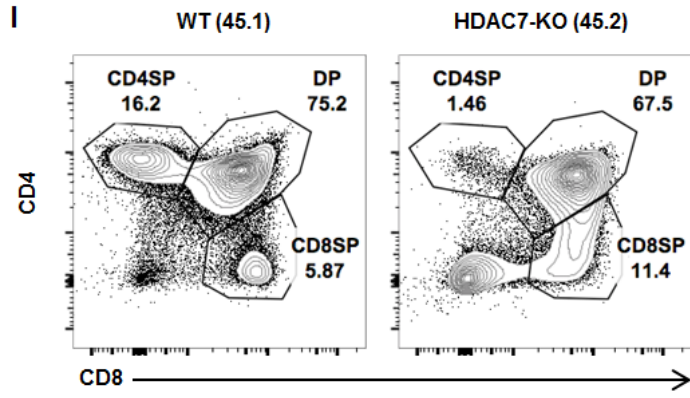 I
WT (45.1)
HDAC7-KO (45.2)
CD4SP
16.2
DP
75.2
CD8SP
5.87
CD4SP
1.46
DP
67.5
CD8SP
11.4
CD4
CD8